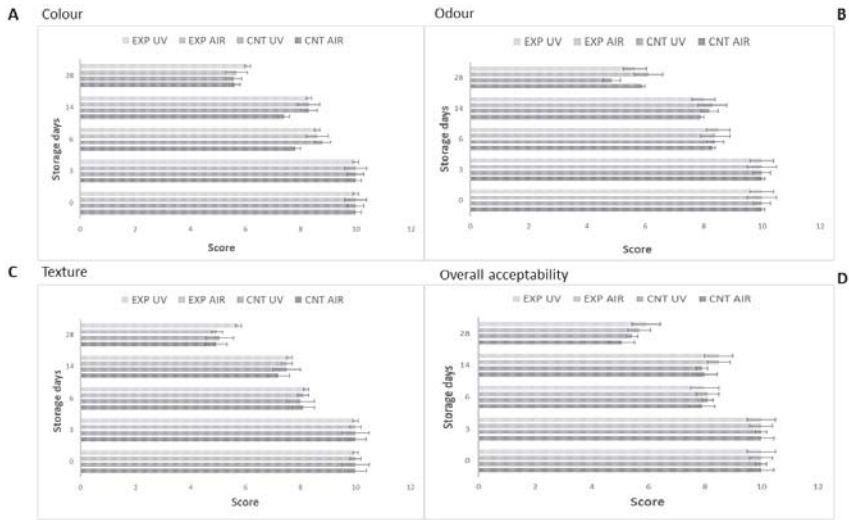 A Colour
EXP UV EXP AIR CNT UV CNT AIR
Storage days
28
14
6
3
0
0 2 4 6 8 10 12
Score
Odour B
EXP UV EXP AIR CNT UV CNT AIR
Storage days
28
14
6
3
0
0 2 4 6 8 10 12
Score
C Texture
EXP UV EXP AIR CNT UV CNT AIR
Storage days
28
14
6
3
0
0 2 4 6 8 10 12
Score
Overall acceptability D
EXP UV EXP AIR CNT UV CNT AIR
Storage days
28
14
6
3
0
0 2 4 6 8 10 12
Score